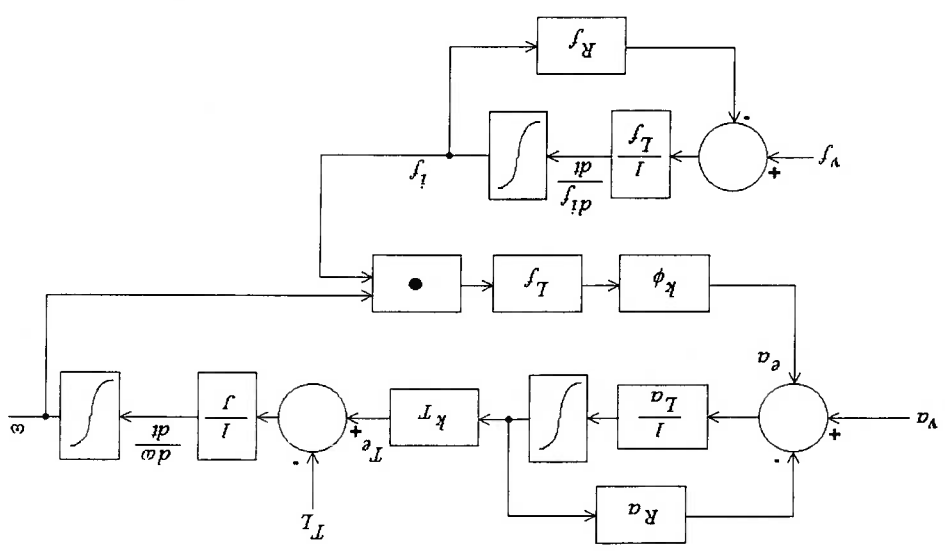 R_a
T_L
-
-
v_a
+
1
L_a
k_T
T_e
+
1
J
dω
dt
ω
e_a
k_φ
L_f
v_f
+
1
L_f
di_f
dt
i_f
-
R_f